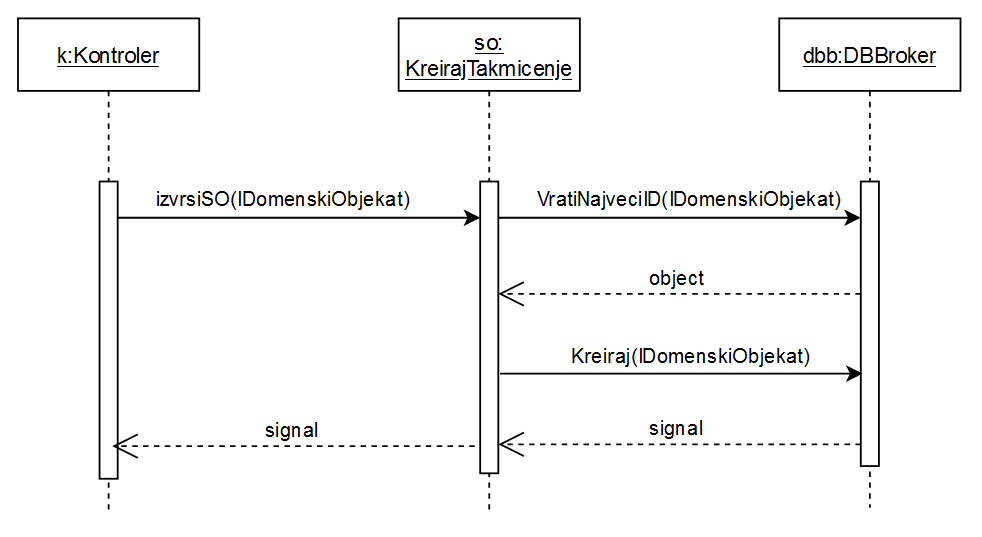 k:Kontroler
so:
KreirajTakmicenje
dbb:DBBroker
izvrsiSO(IDomenskiObjekat)
VratiNajveciID(IDomenskiObjekat)
object
Kreiraj(IDomenskiObjekat)
signal
signal